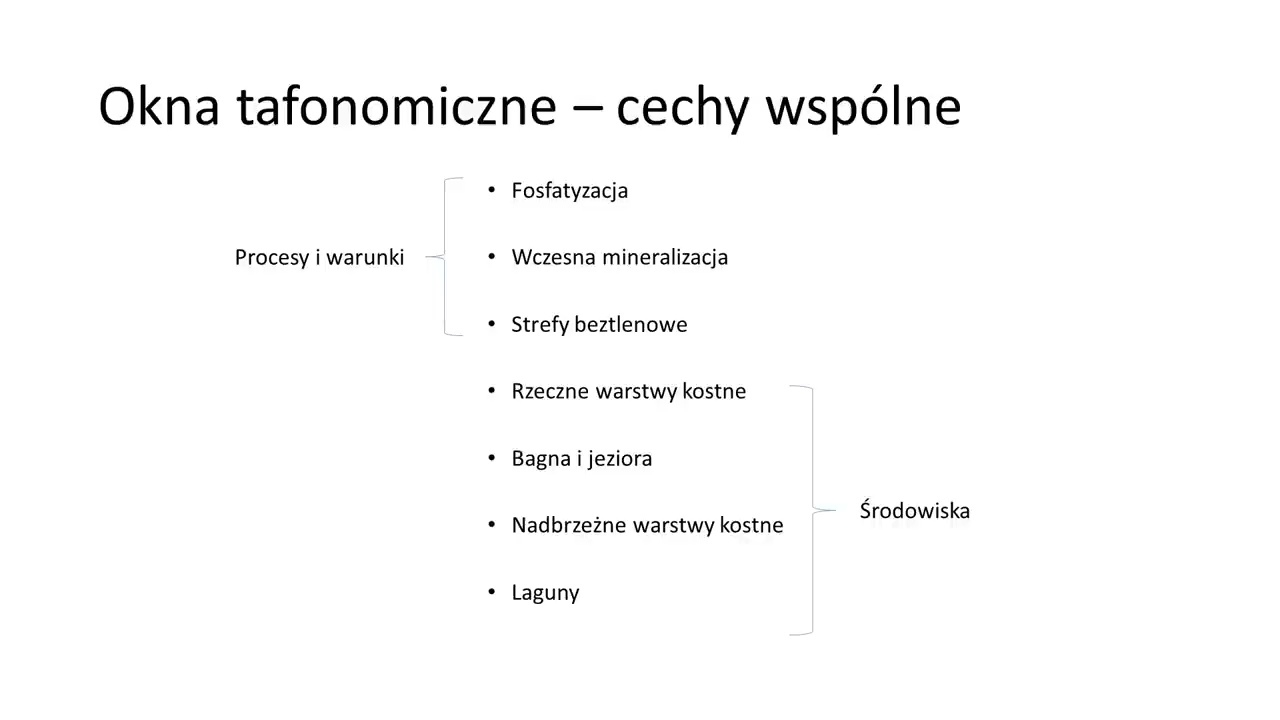 Okna tafonomiczne – cechy wspólne
• Fosfatyzacja
Procesy i warunki
• Wczesna mineralizacja
• Strefy beztlenowe
• Rzeczne warstwy kostne
• Bagna i jeziora
Środowiska
• Nadbrzeżne warstwy kostne
• Laguny